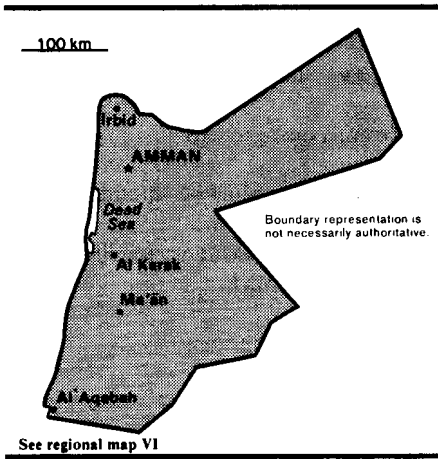 100 km
Irbid
AMMAN
Dead
Sea
Boundary representation is
not necessarily authoritative.
Al Karak
Ma'ān
Al 'Aqabah
See regional map VI